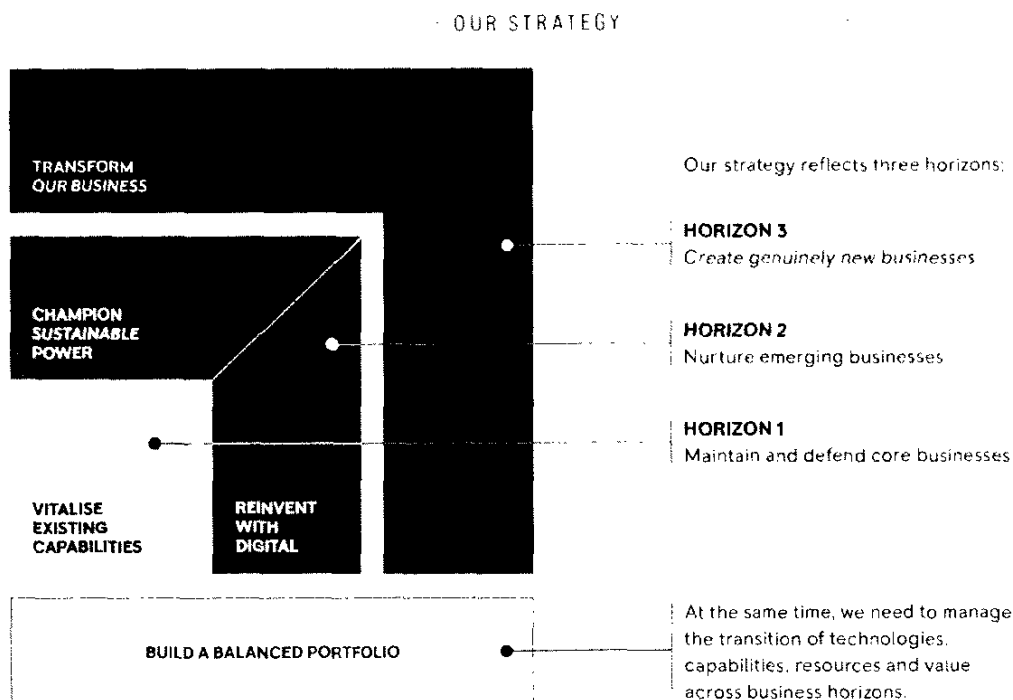 OUR STRATEGY
TRANSFORM
OUR BUSINESS
CHAMPION
SUSTAINABLE
POWER
VITALISE
EXISTING
CAPABILITIES
REINVENT
WITH
DIGITAL
BUILD A BALANCED PORTFOLIO
Our strategy reflects three horizons:
HORIZON 3
Create genuinely new businesses
HORIZON 2
Nurture emerging businesses
HORIZON 1
Maintain and defend core businesses
At the same time, we need to manage
the transition of technologies,
capabilities, resources and value
across business horizons.